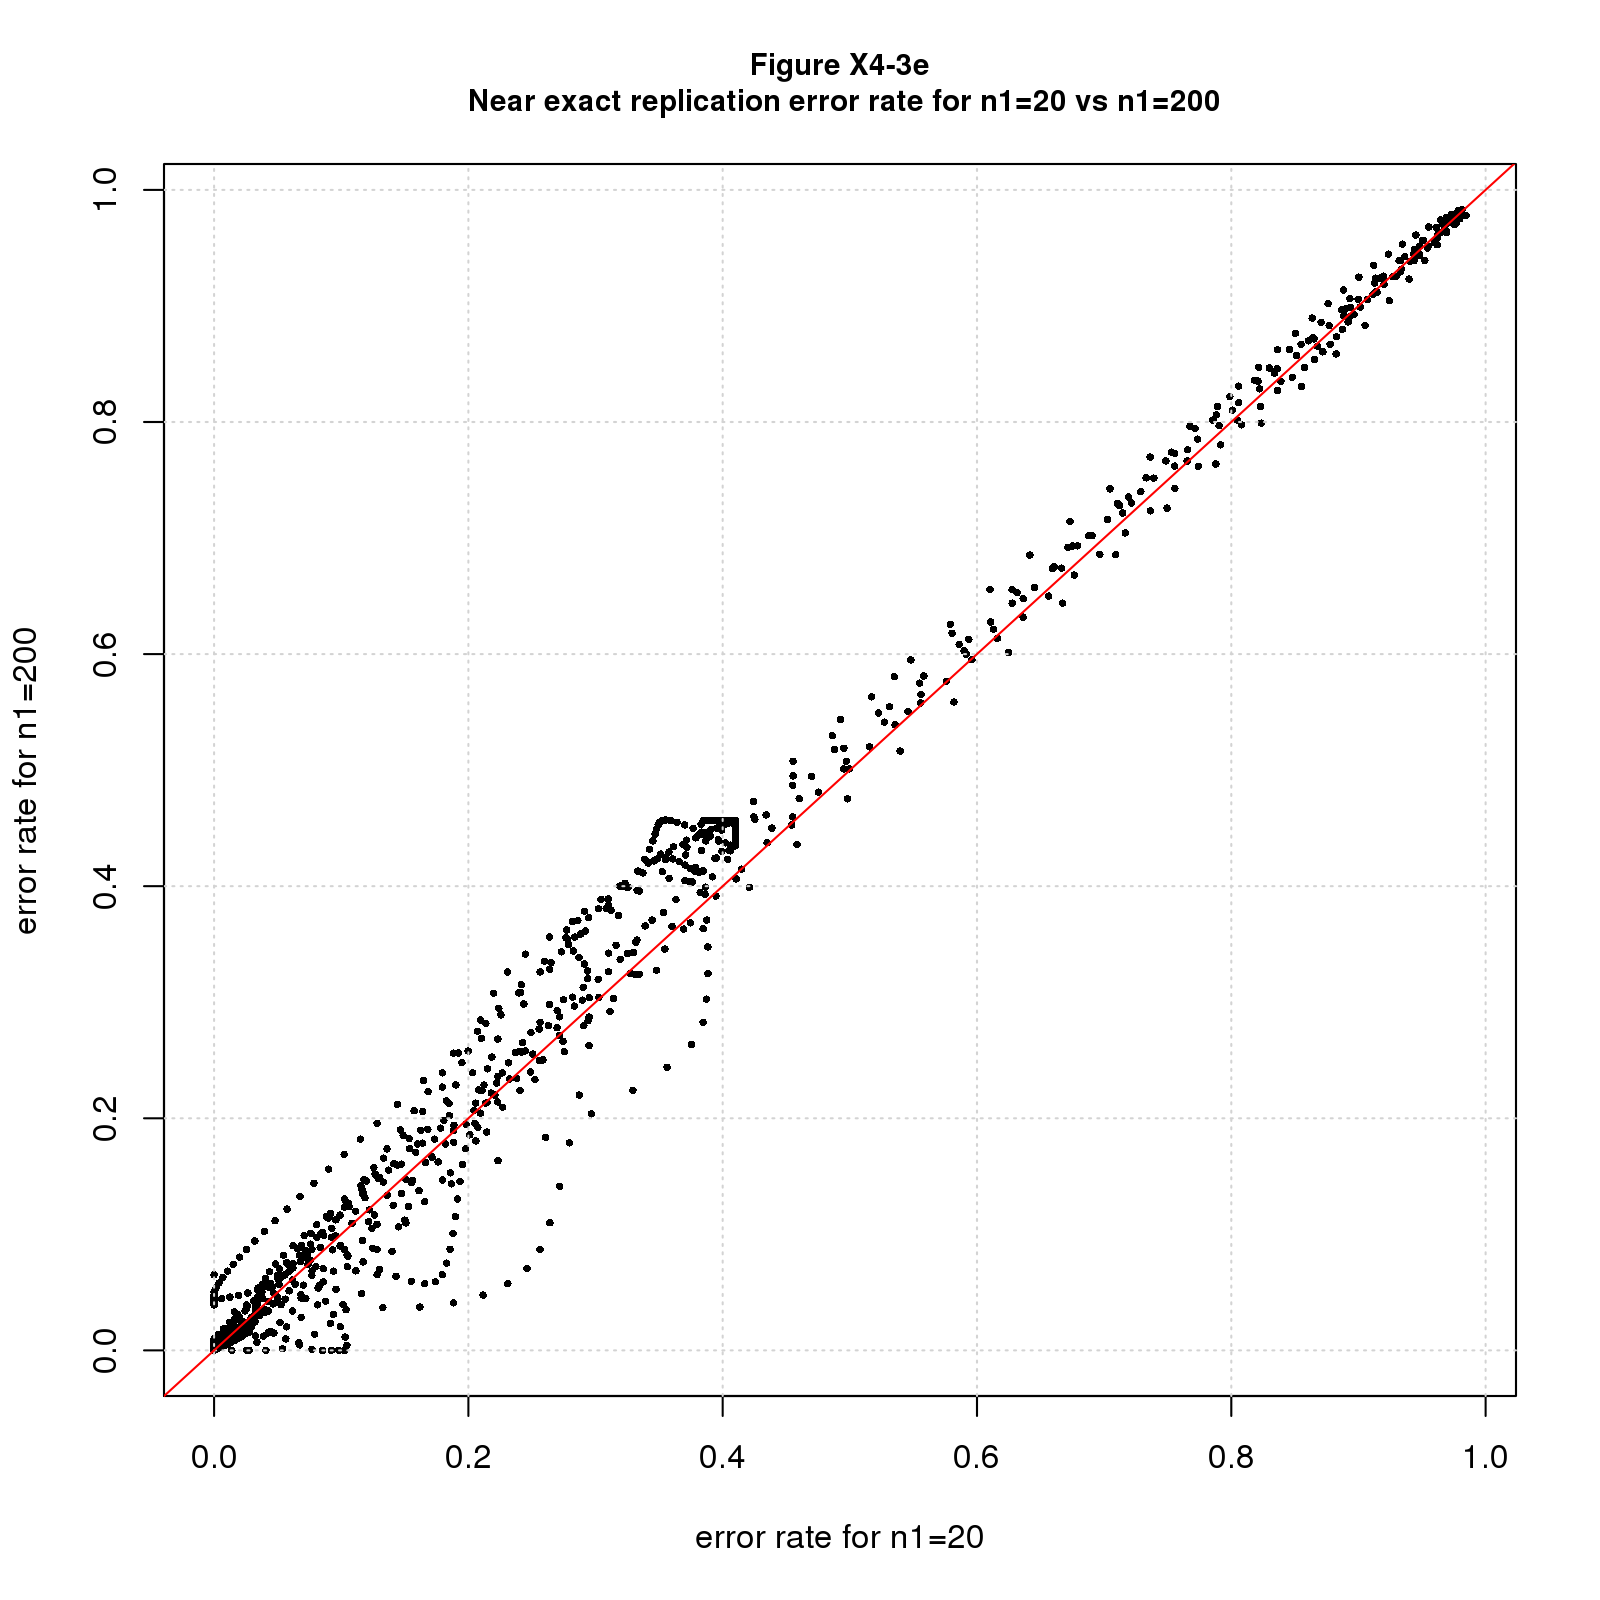 Figure X4-3e
Near exact replication error rate for n1=20 vs n1=200
error rate for n1=200
1.0
0.8
0.6
0.4
0.2
0.0
0.0 0.2 0.4 0.6 0.8 1.0
error rate for n1=20